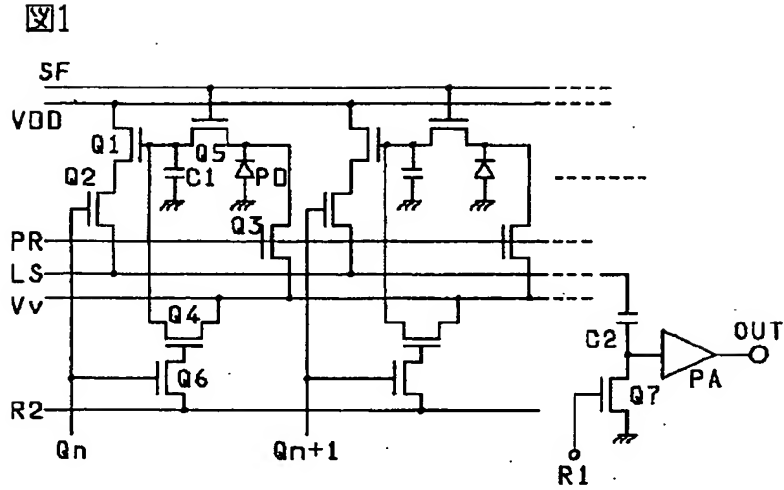 図1
SF
VDD
Q1
Q5
C1
PD
Q2
Q3
PR
LS
Vv
Q4
C2
OUT
PA
Q6
Q7
R2
Qn
Qn+1
R1